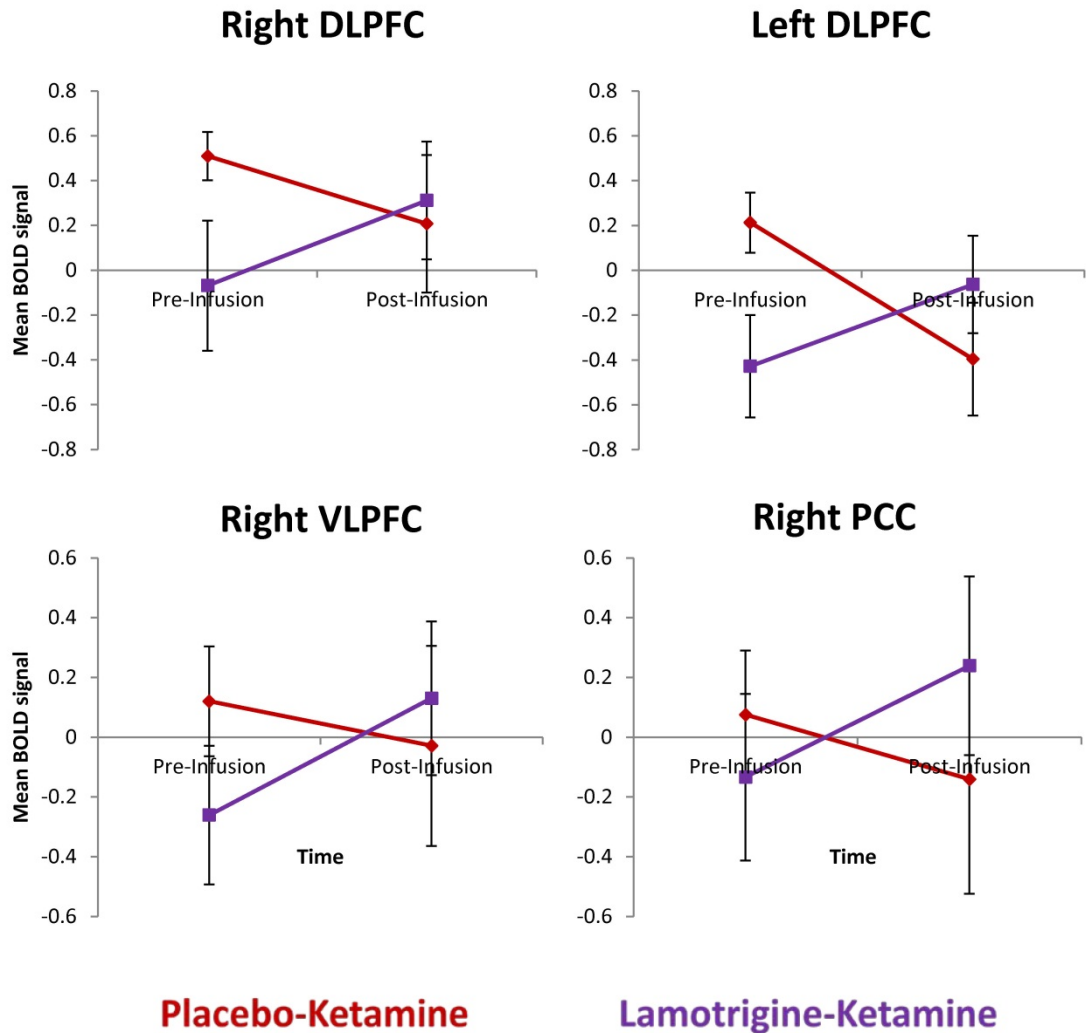 Right DLPFC
Left DLPFC
Mean BOLD signal
0.8
0.6
0.4
0.2
0
-0.2
-0.4
-0.6
-0.8
Pre-Infusion
Post-Infusion
0.8
0.6
0.4
0.2
0
-0.2
-0.4
-0.6
-0.8
Pre-Infusion
Post-Infusion
Right VLPFC
Right PCC
Mean BOLD signal
0.6
0.4
0.2
0
-0.2
-0.4
-0.6
Pre-Infusion
Post-Infusion
Time
0.6
0.4
0.2
0
-0.2
-0.4
-0.6
Pre-Infusion
Post-Infusion
Time
Placebo-Ketamine
Lamotrigine-Ketamine